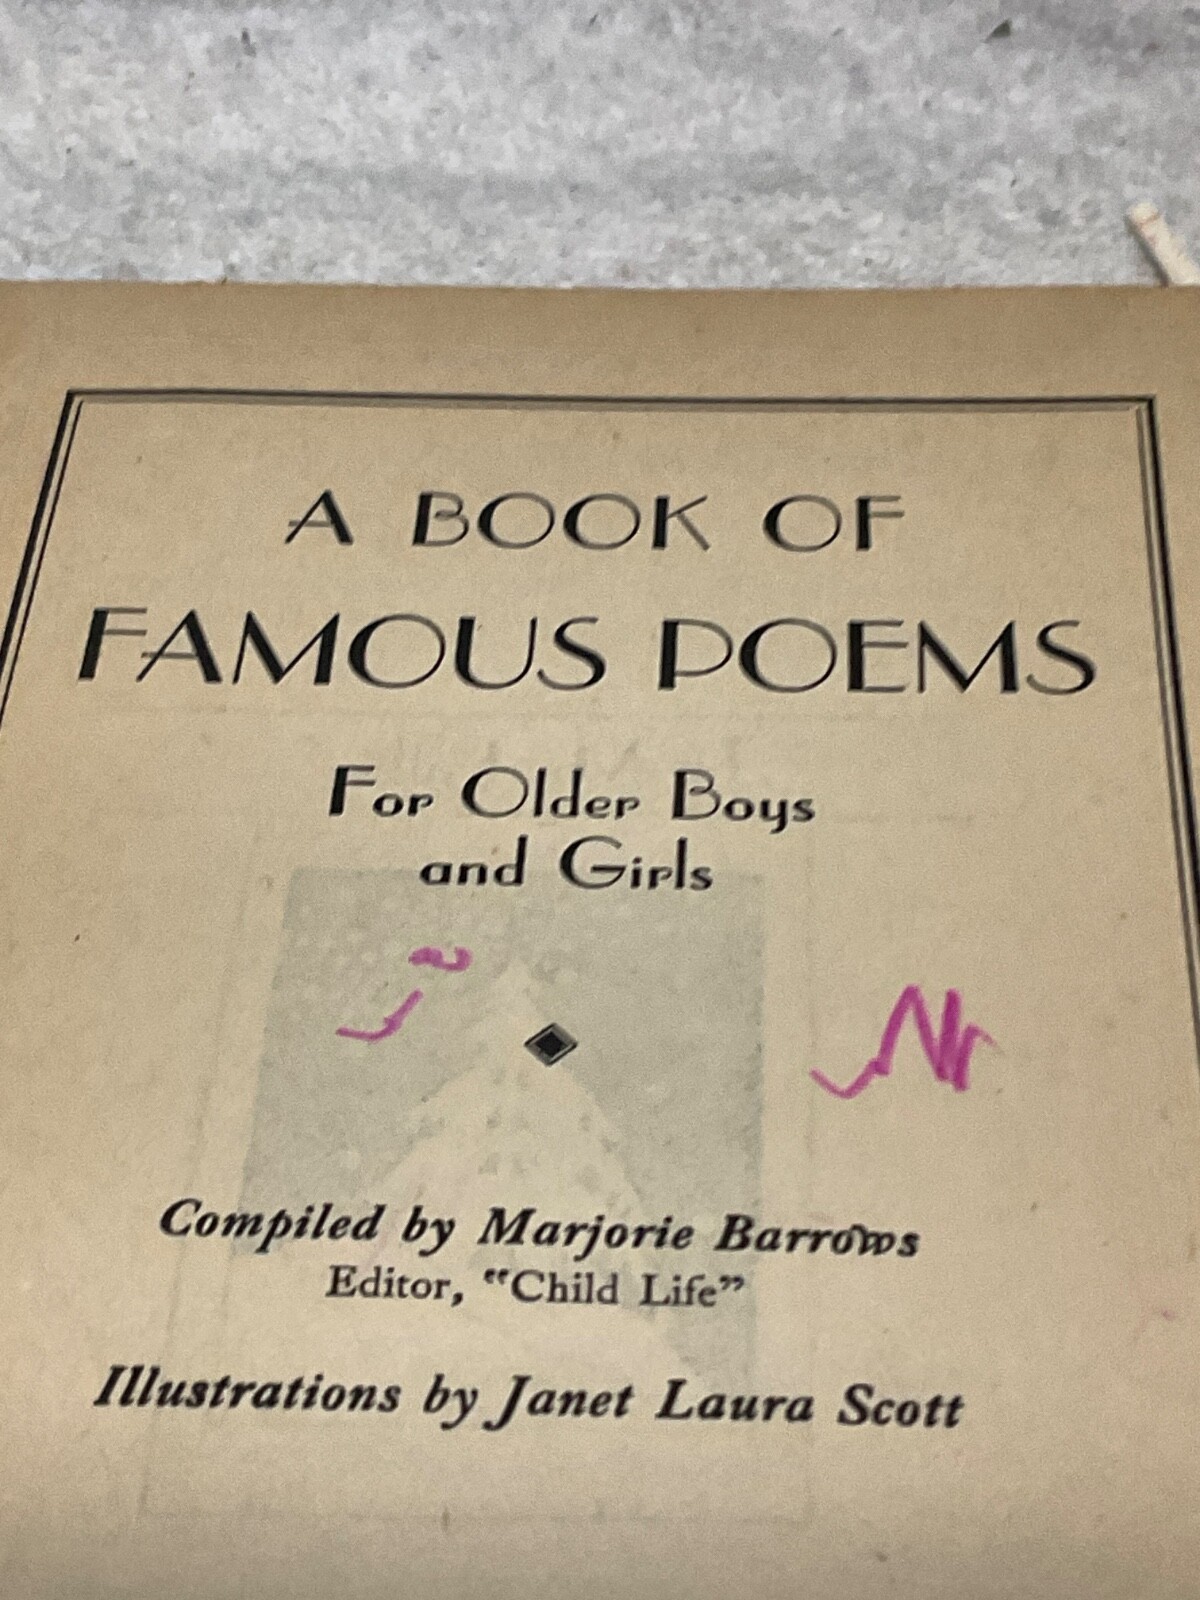 A BOOK OF
FAMOUS POEMS
For Older Boys
and Girls
Compiled by Marjorie Barrows
Editor, "Child Life"
Illustrations by Janet Laura Scott